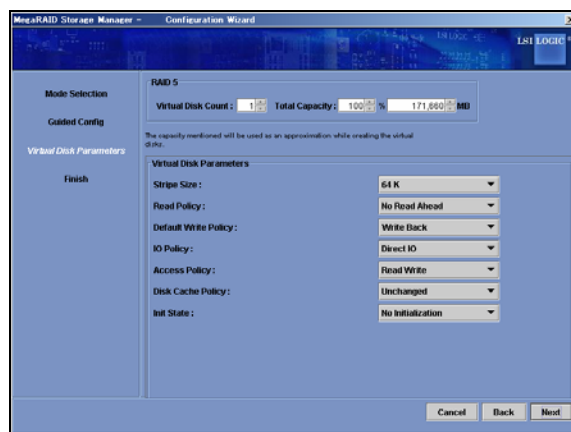 MegaRAID Storage Manager - Configuration Wizard
LSI LOGIC
Mode Selection
Guided Config
Virtual Disk Parameters
Finish
RAID 5
Virtual Disk Count : 1 Total Capacity : 100 % 171,660 MB
The capacity mentioned will be used as an approximation while creating the virtual
disks.
Virtual Disk Parameters
Stripe Size : 64 K
Read Policy : No Read Ahead
Default Write Policy : Write Back
IO Policy : Direct IO
Access Policy : Read Write
Disk Cache Policy : Unchanged
Init State : No Initialization
Cancel Back Next